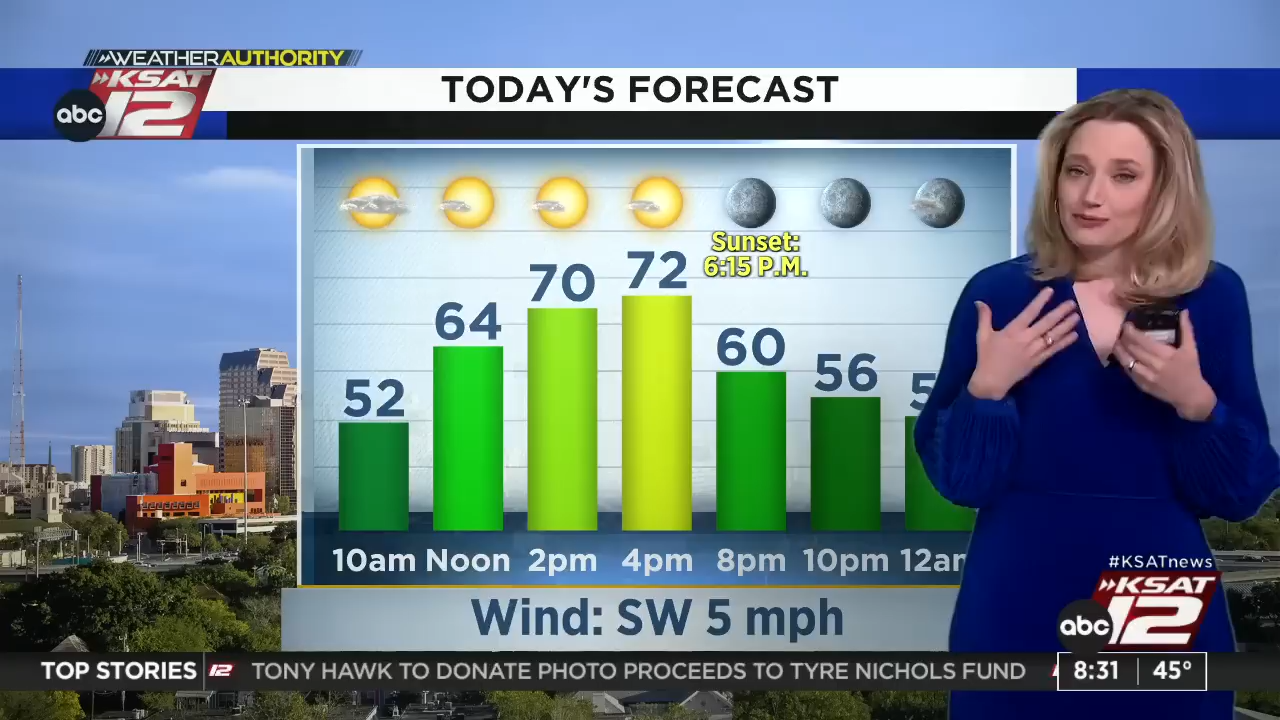 WEATHERAUTHORITY
KSAT
abc 12
TODAY'S FORECAST
Sunset:
6:15 P.M.
52 64 70 72 60 56
10am Noon 2pm 4pm 8pm 10pm
Wind: SW 5 mph
#KSATnews
KSAT
abc 12
TOP STORIES 12 TONY HAWK TO DONATE PHOTO PROCEEDS TO TYRE NICHOLS FUND 8:31 45°